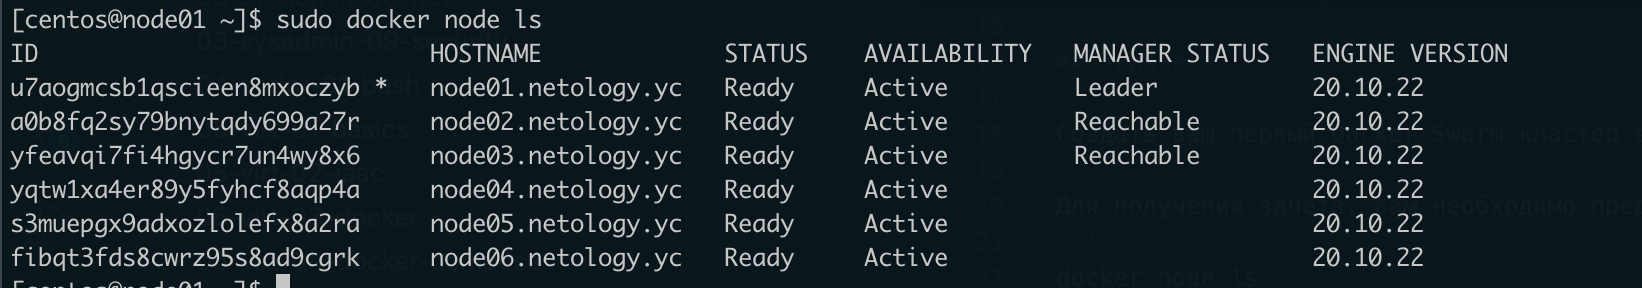 [centos@node01 ~]$ sudo docker node ls
ID HOSTNAME STATUS AVAILABILITY MANAGER STATUS ENGINE VERSION
u7aogmcsb1qscieen8mxoczyb * node01.netology.yc Ready Active Leader 20.10.22
a0b8fq2sy79bnytqdy699a27r node02.netology.yc Ready Active Reachable 20.10.22
yfeavqi7fi4hgycr7un4wy8x6 node03.netology.yc Ready Active Reachable 20.10.22
yqtw1xa4er89y5fyhcf8aqp4a node04.netology.yc Ready Active 20.10.22
s3muepgx9adxozlolefx8a2ra node05.netology.yc Ready Active 20.10.22
fibqt3fds8cwrz95s8ad9cgrk node06.netology.yc Ready Active 20.10.22
[centos@node01 ~]$